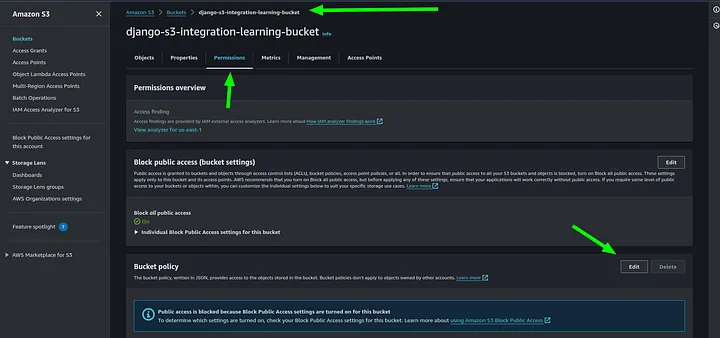 Amazon S3 > Buckets > django-s3-integration-learning-bucket
Amazon S3
Buckets
Access Grants
Access Points
Object Lambda Access Points
Multi-Region Access Points
Batch Operations
IAM Access Analyzer for S3
Block Public Access settings for
this account
Storage Lens
Dashboards
Storage Lens groups
AWS Organizations settings
Feature spotlight 7
AWS Marketplace for S3
django-s3-integration-learning-bucket Info
Objects Properties Permissions Metrics Management Access Points
Permissions overview
Access finding
Access findings are provided by IAM external access analyzers. Learn more about How IAM analyzer findings work
View analyzer for us-east-1
Block public access (bucket settings) Edit
Public access is granted to buckets and objects through access control lists (ACLs), bucket policies, access point policies, or all. In order to ensure that public access to all your S3 buckets and objects is blocked, turn on Block all public access. These settings
apply only to this bucket and its access points. AWS recommends that you turn on Block all public access, but before applying any of these settings, ensure that your applications will work correctly without public access. If you require some level of
public access to your buckets or objects within, you can customize the individual settings below to suit your specific storage use cases. Learn more
Block all public access
On
Individual Block Public Access settings for this bucket
Bucket policy Edit Delete
The bucket policy, written in JSON, provides access to the objects stored in the bucket. Bucket policies don't apply to objects owned by other accounts. Learn more
Public access is blocked because Block Public Access settings are turned on for this bucket
To determine which settings are turned on, check your Block Public Access settings for this bucket. Learn more about using Amazon S3 Block Public Access